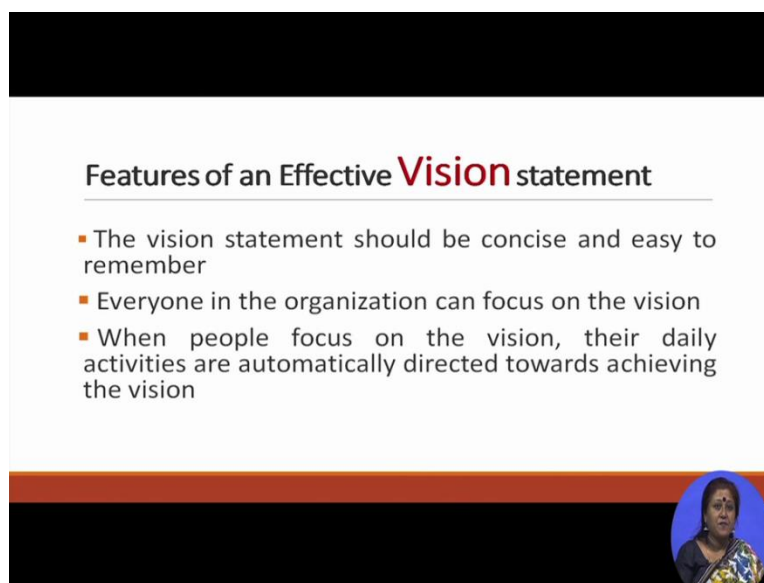 Features of an Effective Vision statement
▪ The vision statement should be concise and easy to
remember
▪ Everyone in the organization can focus on the vision
▪ When people focus on the vision, their daily
activities are automatically directed towards achieving
the vision